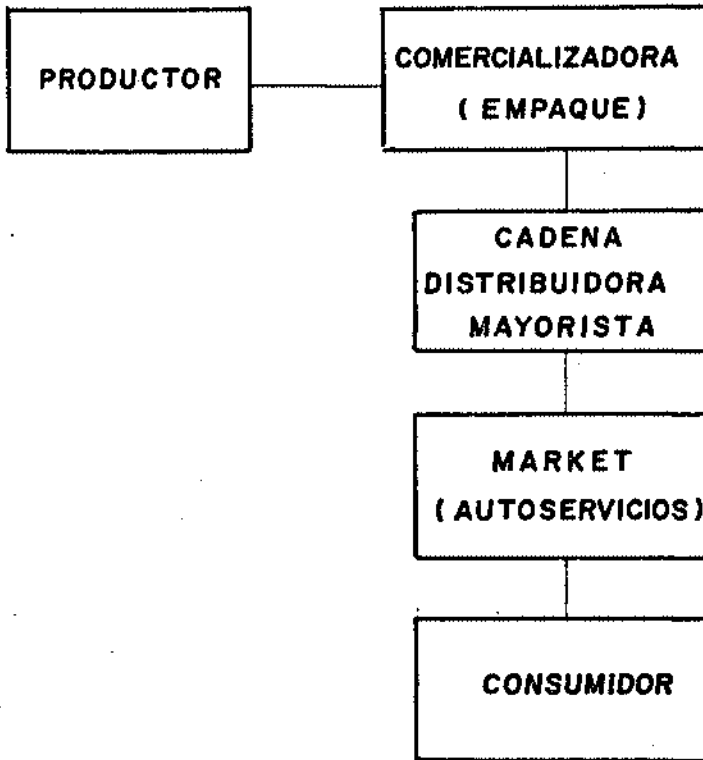 PRODUCTOR
COMERCIALIZADORA
( EMPAQUE )
CADENA
DISTRIBUIDORA
MAYORISTA
MARKET
( AUTOSERVICIOS )
CONSUMIDOR